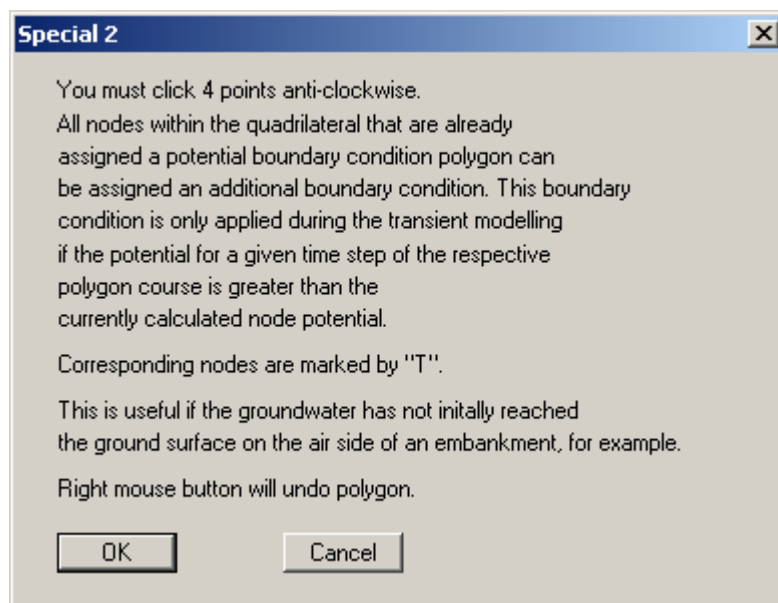 Special 2
You must click 4 points anti-clockwise.
All nodes within the quadrilateral that are already
assigned a potential boundary condition polygon can
be assigned an additional boundary condition. This boundary
condition is only applied during the transient modelling
if the potential for a given time step of the respective
polygon course is greater than the
currently calculated node potential.
Corresponding nodes are marked by "T".
This is useful if the groundwater has not initally reached
the ground surface on the air side of an embankment, for example.
Right mouse button will undo polygon.
OK
Cancel